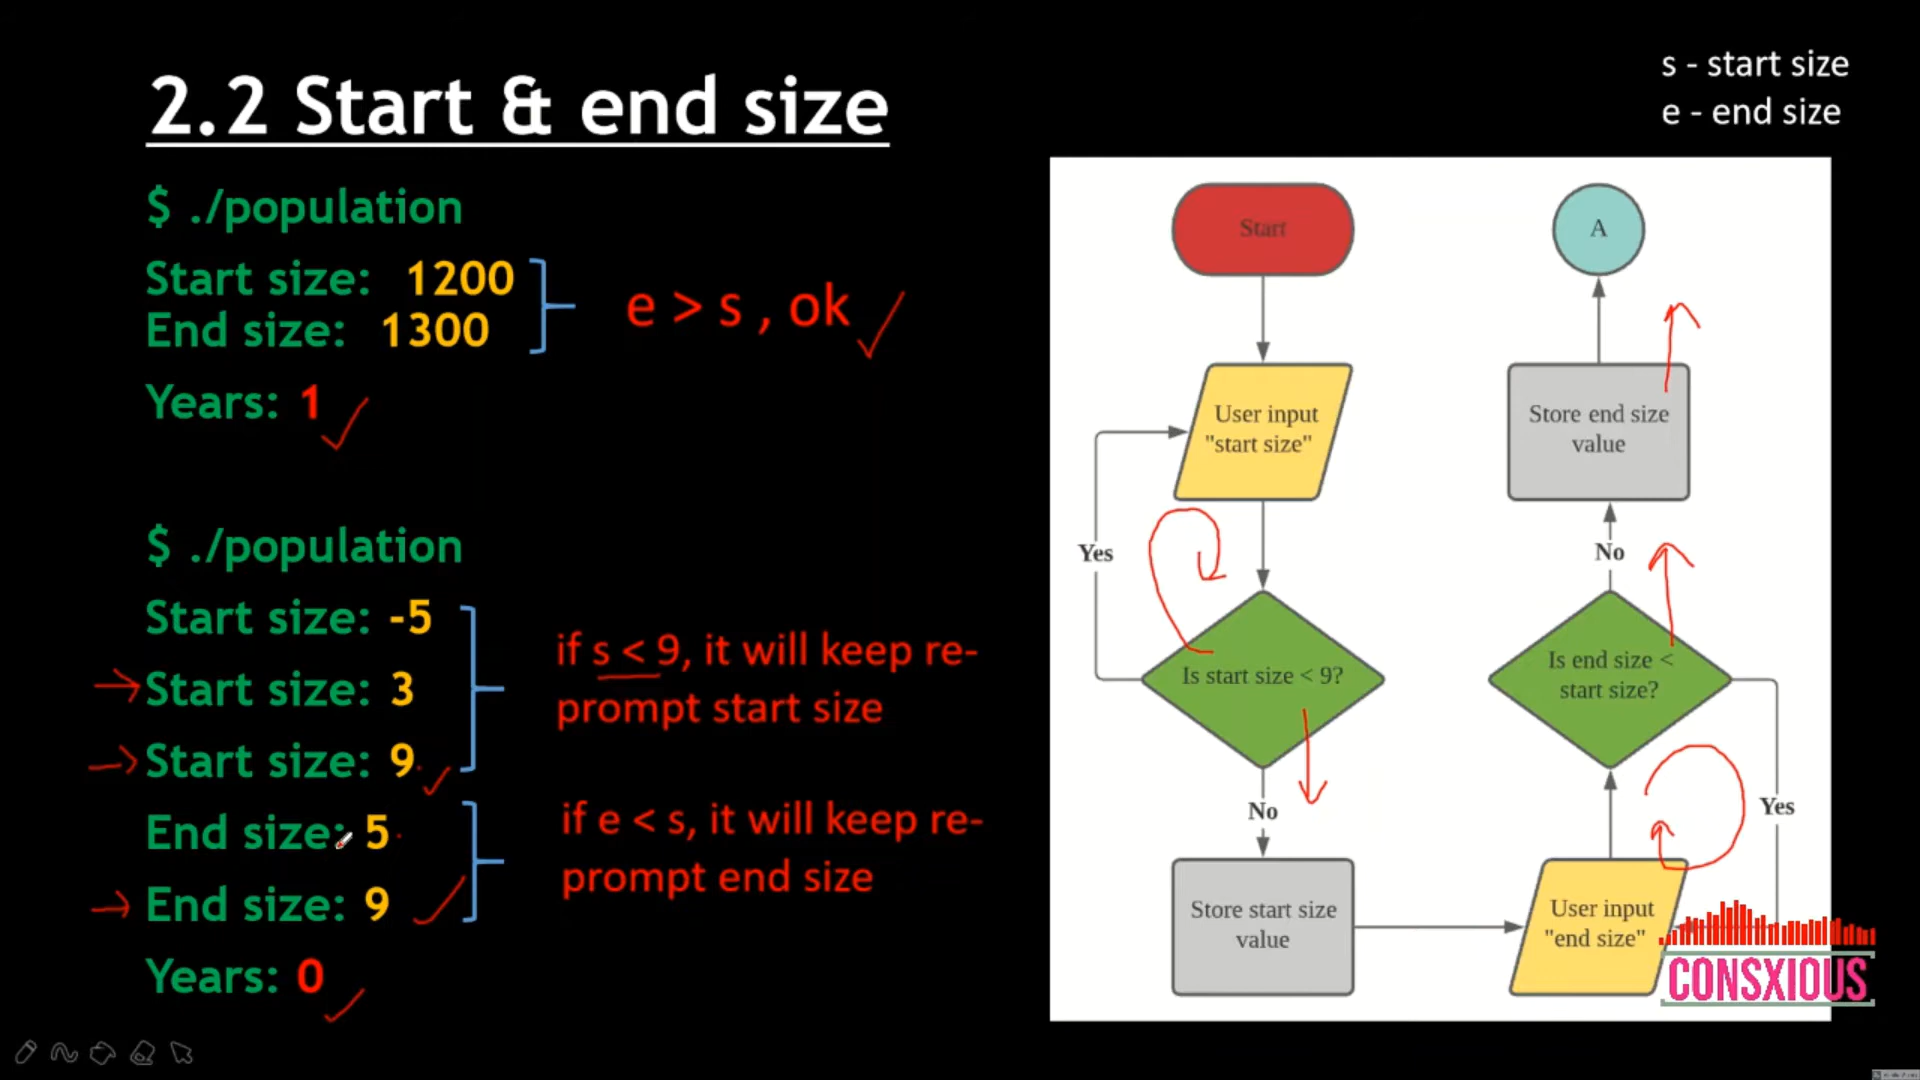 2.2 Start & end size
s - start size
e - end size
$ ./population
Start size: 1200
End size: 1300
e > s , ok
Years: 1
$ ./population
Start size: -5
Start size: 3
Start size: 9
if s < 9, it will keep re-
prompt start size
End size: 5
End size: 9
if e < s, it will keep re-
prompt end size
Years: 0
Start
User input
"start size"
Yes
Is start size < 9?
No
Store start size
value
User input
"end size"
Yes
Is end size <
start size?
No
Store end size
value
A
CONSXIOUS